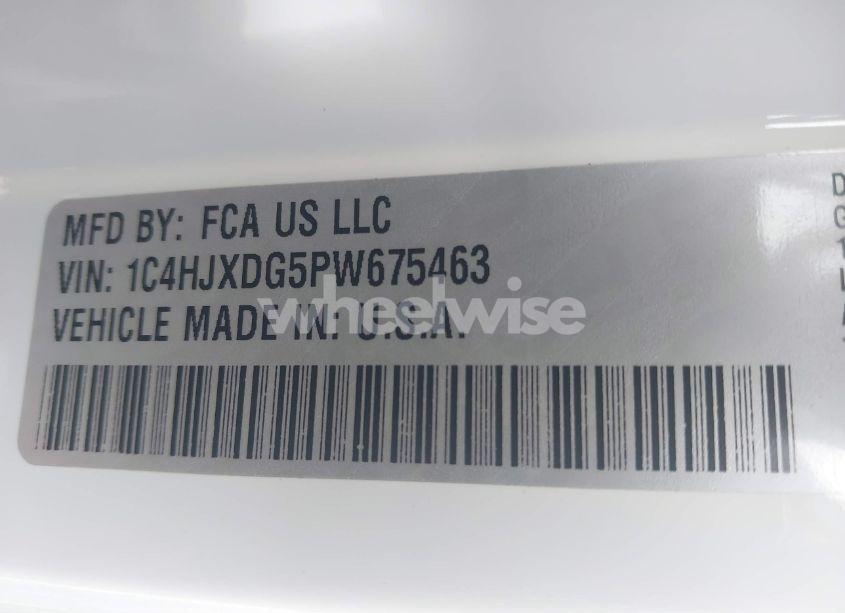 MFD BY: FCA US LLC
VIN: 1C4HJXDG5PW675463
VEHICLE MADE IN: U.S.A.
wheelwise